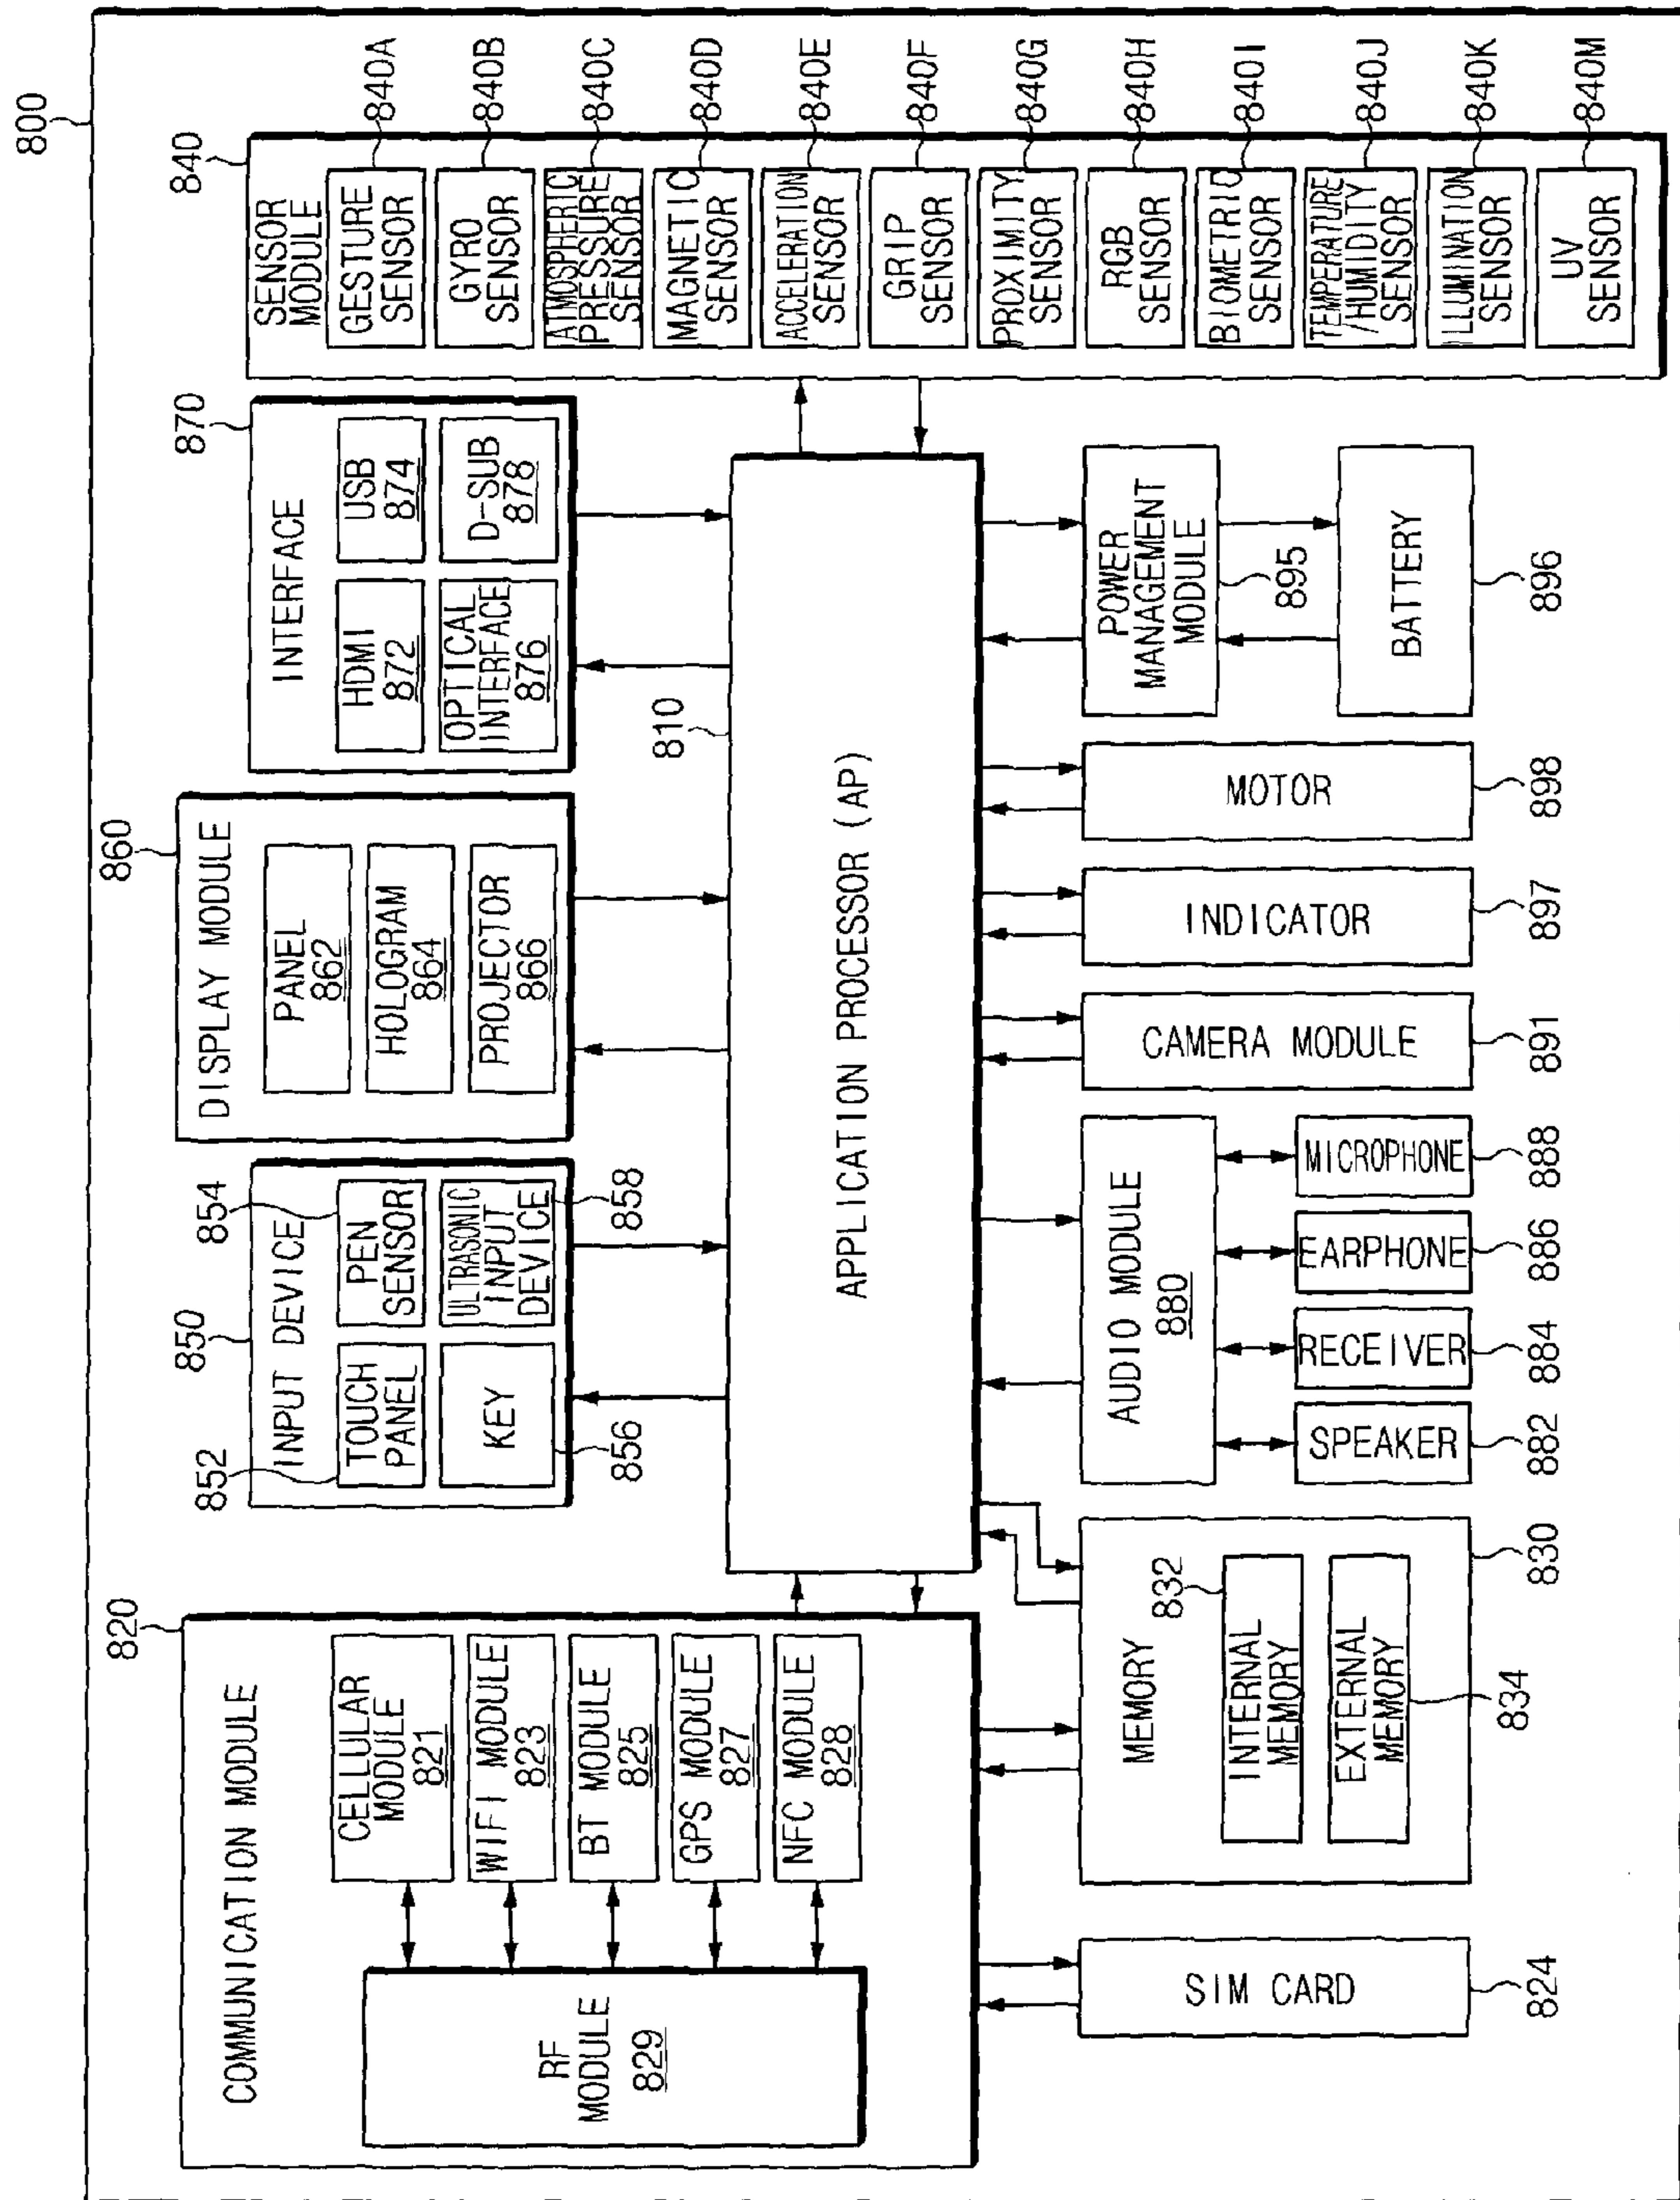 800
COMMUNICATION MODULE
820
RF
MODULE
829
CELLULAR
MODULE
821
WIFI MODULE
823
BT MODULE
825
GPS MODULE
827
NFC MODULE
828
850
INPUT DEVICE
852
TOUCH
PANEL
854
PEN
SENSOR
KEY
856
ULTRASONIC
INPUT
DEVICE
858
860
DISPLAY MODULE
PANEL
862
HOLOGRAM
864
PROJECTOR
866
870
INTERFACE
HDMI
872
USB
874
OPTICAL
INTERFACE
876
D-SUB
878
840
SENSOR
MODULE
GESTURE
SENSOR
840A
GYRO
SENSOR
840B
ATMOSPHERIC
PRESSURE
SENSOR
840C
MAGNETIC
SENSOR
840D
ACCELERATION
SENSOR
840E
GRIP
SENSOR
840F
PROXIMITY
SENSOR
840G
RGB
SENSOR
840H
BIOMETRIC
SENSOR
840I
TEMPERATURE
/HUMIDITY
SENSOR
840J
ILLUMINATION
SENSOR
840K
UV
SENSOR
840M
810
APPLICATION PROCESSOR (AP)
SIM CARD
824
MEMORY
832
INTERNAL
MEMORY
EXTERNAL
MEMORY
834
830
AUDIO MODULE
880
SPEAKER
882
RECEIVER
884
EARPHONE
886
MICROPHONE
888
CAMERA MODULE
891
INDICATOR
897
MOTOR
898
POWER
MANAGEMENT
MODULE
895
BATTERY
896